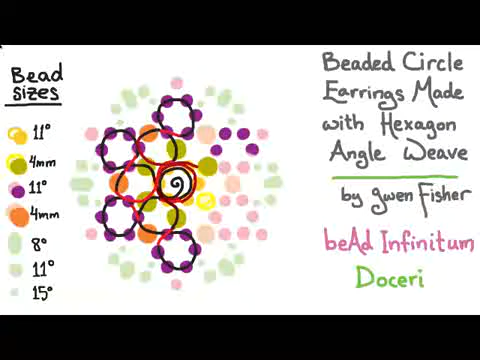 Bead
sizes
11°
4mm
11°
4mm
8°
11°
15°
Beaded Circle
Earrings Made
with Hexagon
Angle Weave
by gwen Fisher
beAd Infinitum
Doceri